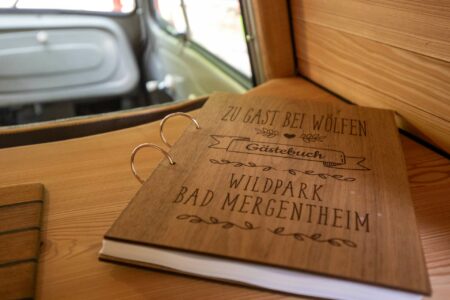 ZU GAST BEI WÖLFEN
Gästebuch
WILDPARK
BAD MERGENTHEIM